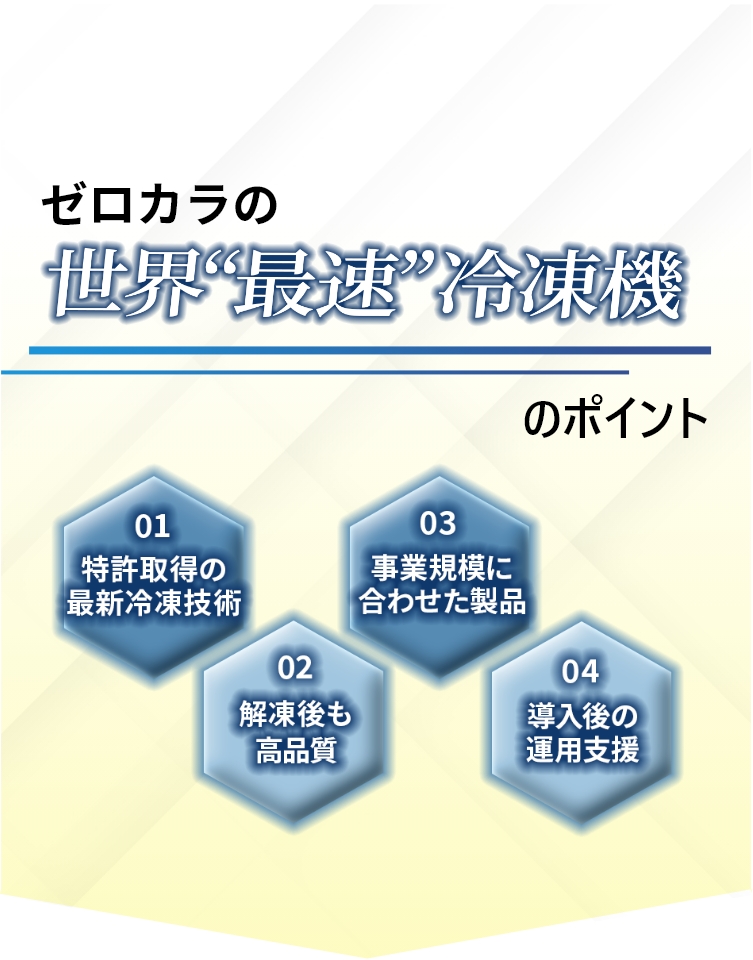 ゼロカラの
世界“最速”冷凍機
のポイント
01
特許取得の
最新冷凍技術
03
事業規模に
合わせた製品
02
解凍後も
高品質
04
導入後の
運用支援